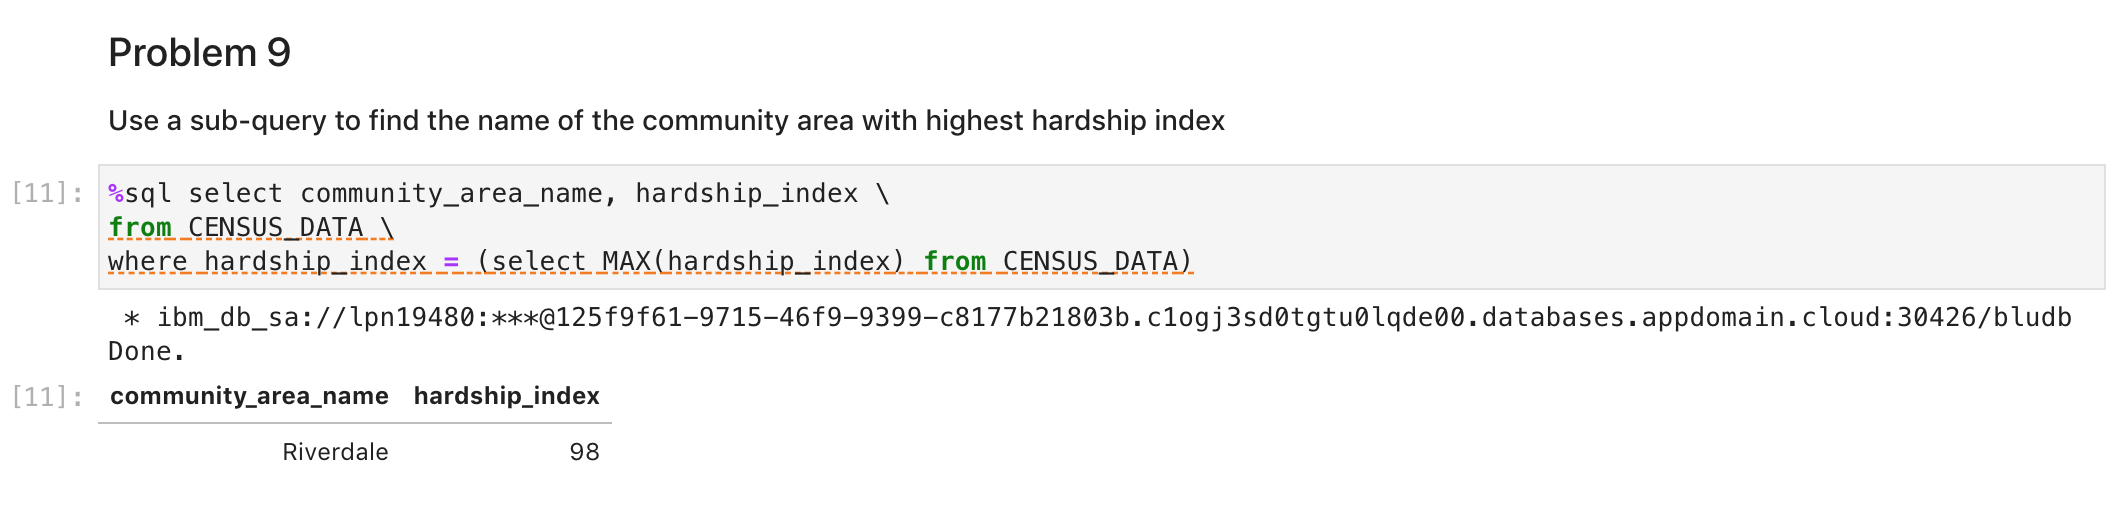 Problem 9
Use a sub-query to find the name of the community area with highest hardship index
[11]: %sql select community_area_name, hardship_index \
from CENSUS_DATA \
where hardship_index = (select MAX(hardship_index) from CENSUS_DATA)
* ibm_db_sa://lpn19480:***@125f9f61-9715-46f9-9399-c8177b21803b.c1ogj3sd0tgtu0lqde00.databases.appdomain.cloud:30426/bludb
Done.
[11]: community_area_name hardship_index
Riverdale 98